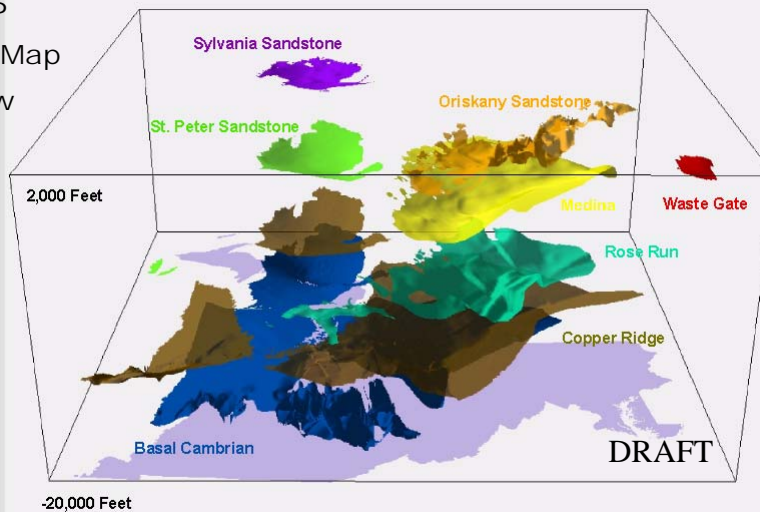 Map
Sylvania Sandstone
Oriskany Sandstone
St. Peter Sandstone
2,000 Feet
Medina
Waste Gate
Rose Run
Copper Ridge
Basal Cambrian
DRAFT
-20,000 Feet